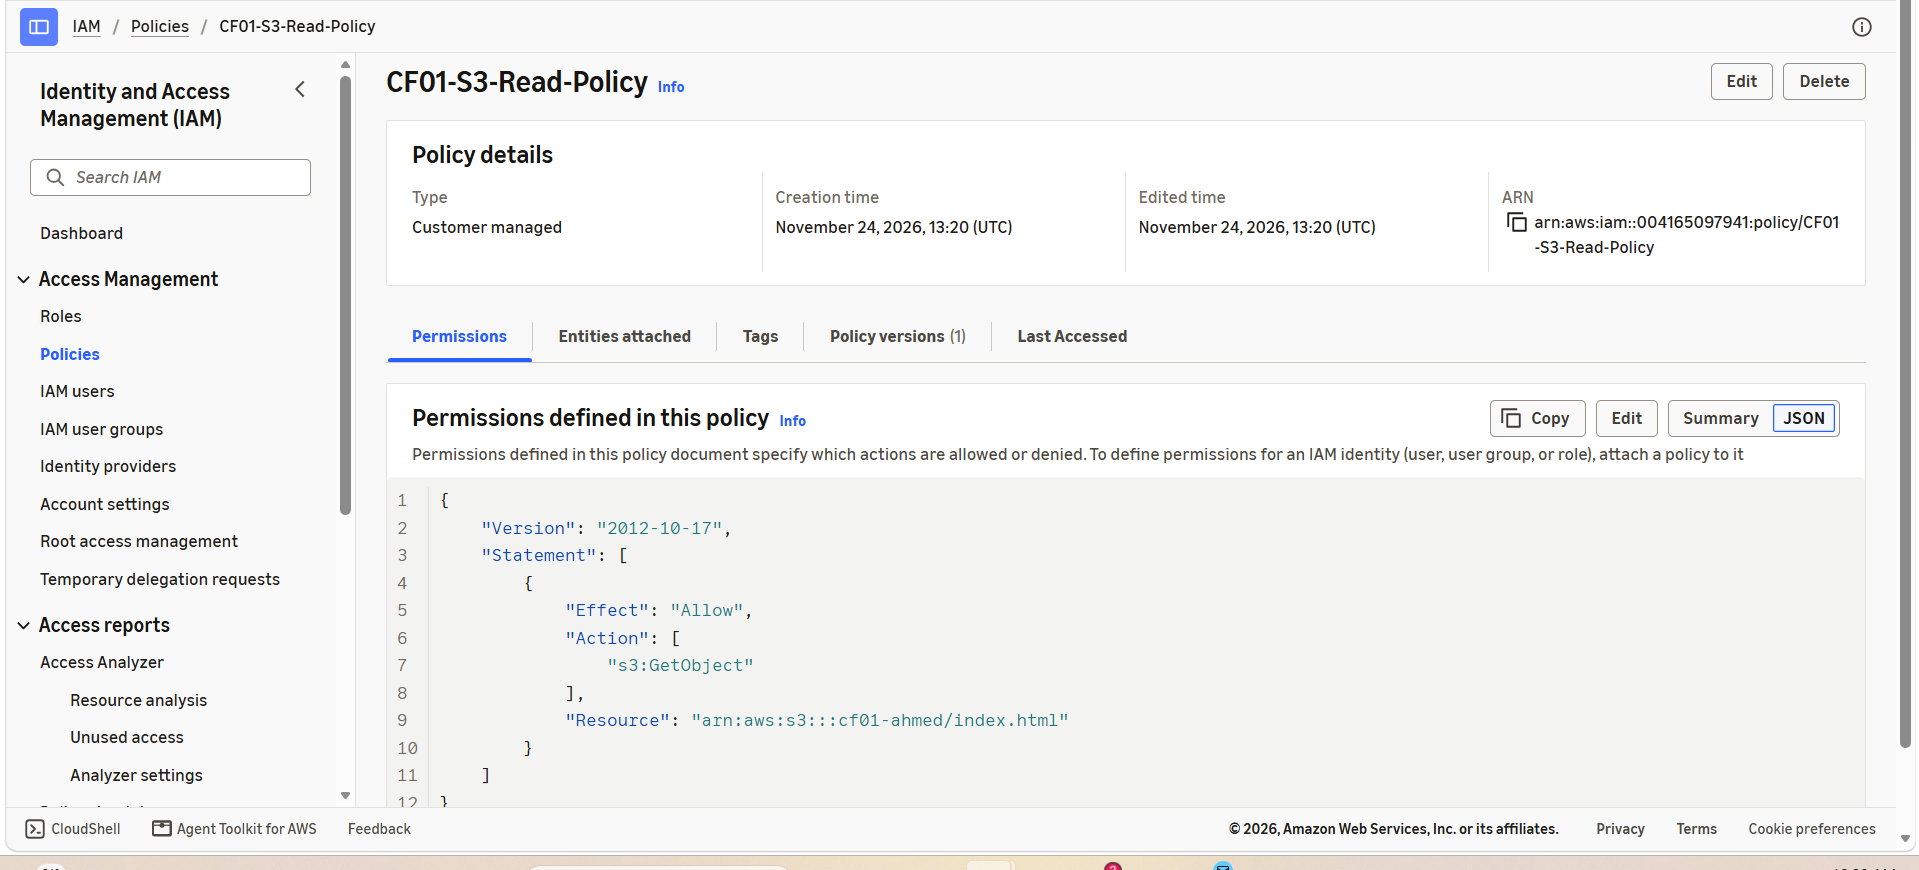 IAM / Policies / CF01-S3-Read-Policy
Identity and Access
Management (IAM)
Search IAM
Dashboard
Access Management
Roles
Policies
IAM users
IAM user groups
Identity providers
Account settings
Root access management
Temporary delegation requests
Access reports
Access Analyzer
Resource analysis
Unused access
Analyzer settings
CF01-S3-Read-Policy Info
Edit Delete
Policy details
Type
Customer managed
Creation time
November 24, 2026, 13:20 (UTC)
Edited time
November 24, 2026, 13:20 (UTC)
ARN
arn:aws:iam::004165097941:policy/CF01
-S3-Read-Policy
Permissions Entities attached Tags Policy versions (1) Last Accessed
Permissions defined in this policy Info
Copy Edit Summary JSON
Permissions defined in this policy document specify which actions are allowed or denied. To define permissions for an IAM identity (user, user group, or role), attach a policy to it
1 {
2 "Version": "2012-10-17",
3 "Statement": [
4 {
5 "Effect": "Allow",
6 "Action": [
7 "s3:GetObject"
8 ],
9 "Resource": "arn:aws:s3:::cf01-ahmed/index.html"
10 }
11 ]
12 }
CloudShell Agent Toolkit for AWS Feedback
© 2026, Amazon Web Services, Inc. or its affiliates. Privacy Terms Cookie preferences